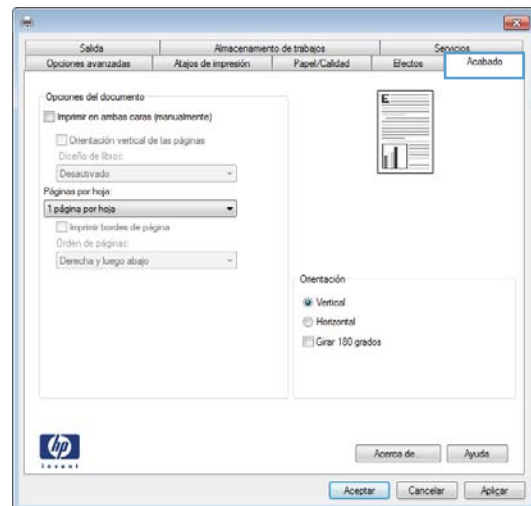 Salida Almacenamiento de trabajos Servicios
Opciones avanzadas Atajos de impresión Papel/Calidad Efectos Acabado
Opciones del documento
Imprimir en ambas caras (manualmente)
Orientación vertical de las páginas
Diseño de libros:
Desactivado
Páginas por hoja:
1 página por hoja
Imprimir bordes de página
Orden de páginas:
Derecha y luego abajo
E
Orientación
Vertical
Horizontal
Girar 180 grados
hp
invent
Acerca de... Ayuda
Aceptar Cancelar Aplicar